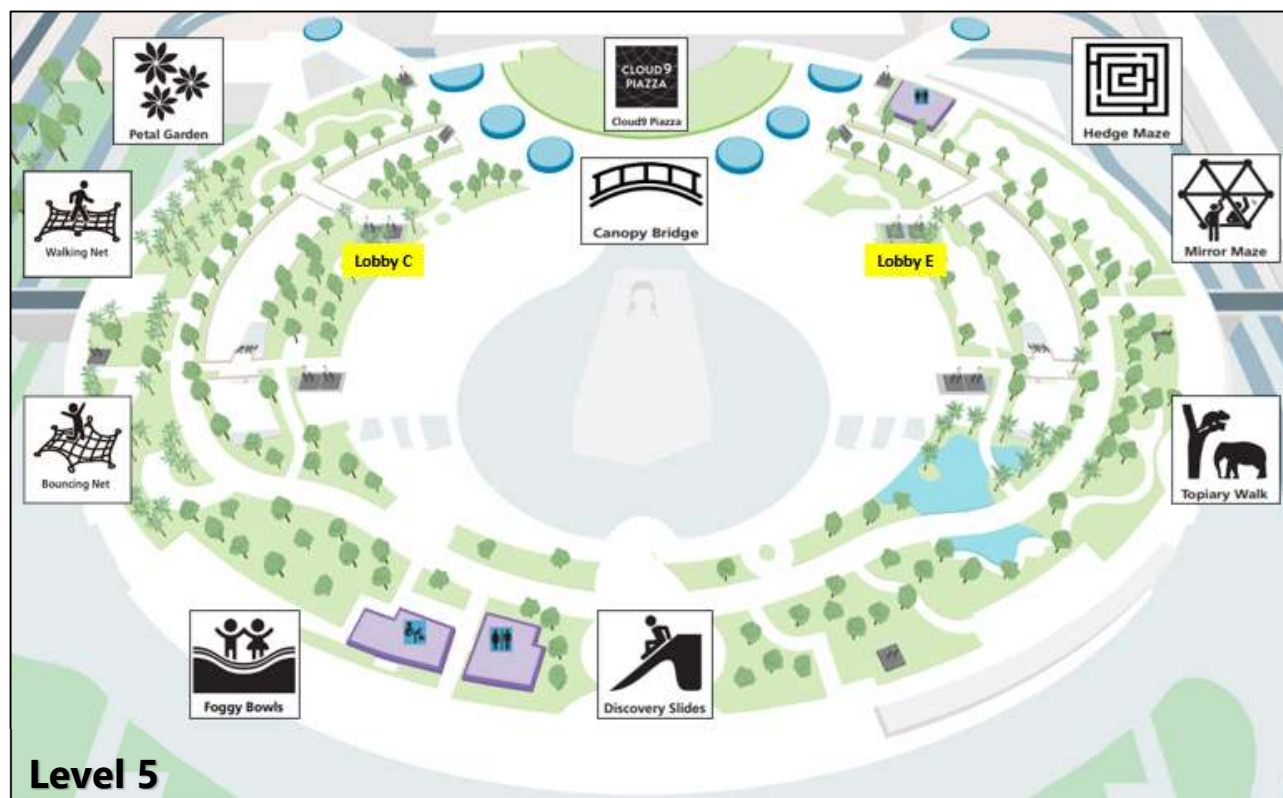 Petal Garden
CLOUD9
PIAZZA
Cloud9 Piazza
Hedge Maze
Walking Net
Canopy Bridge
Mirror Maze
Lobby C
Lobby E
Bouncing Net
Topiary Walk
Foggy Bowls
Discovery Slides
Level 5